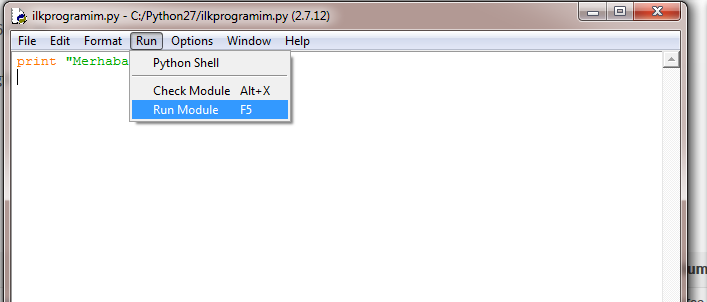 ilkprogramim.py - C:/Python27/ilkprogramim.py (2.7.12)
File Edit Format Run Options Window Help
print "Merhaba
Python Shell
Check Module Alt+X
Run Module F5
um